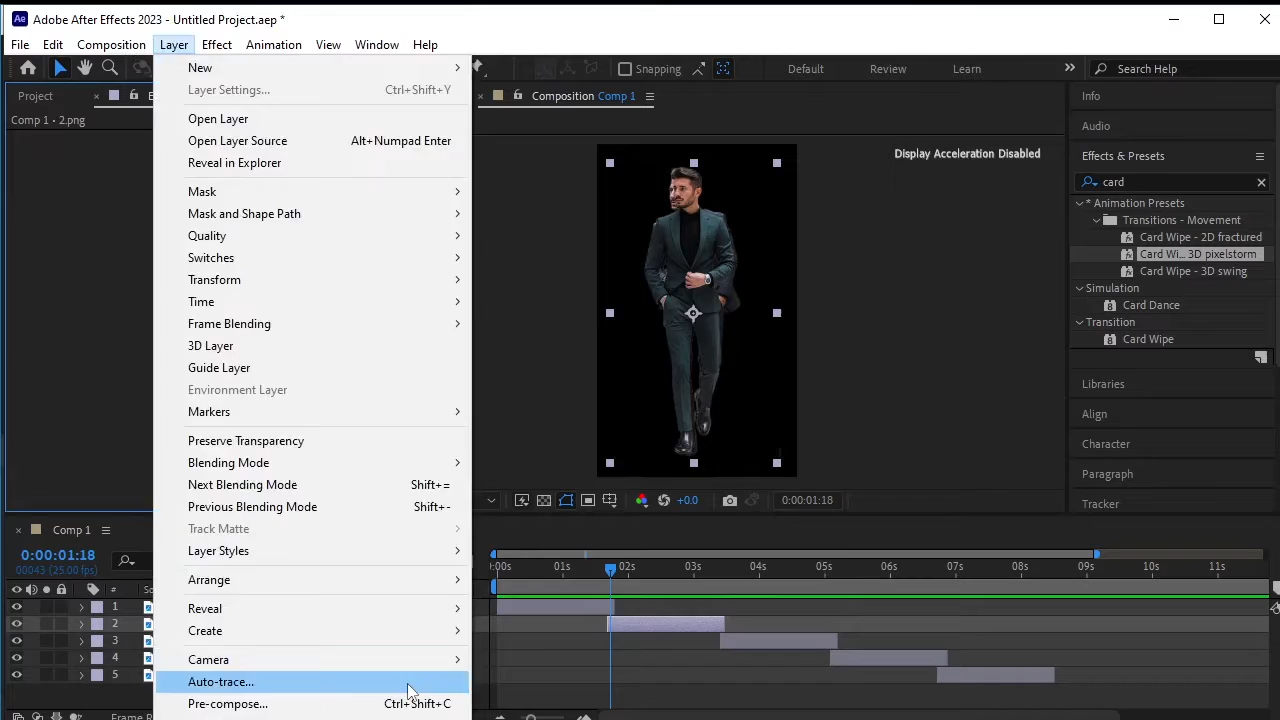 Ae Adobe After Effects 2023 - Untitled Project.aep *
File Edit Composition Layer Effect Animation View Window Help
Snapping Default Review Learn Search Help
Project
Composition Comp 1
Comp 1 • 2.png
New
Layer Settings... Ctrl+Shift+Y
Open Layer
Open Layer Source Alt+Numpad Enter
Reveal in Explorer
Mask
Mask and Shape Path
Quality
Switches
Transform
Time
Frame Blending
3D Layer
Guide Layer
Environment Layer
Markers
Preserve Transparency
Blending Mode
Next Blending Mode Shift+=
Previous Blending Mode Shift+-
Track Matte
Layer Styles
Arrange
Reveal
Create
Camera
Auto-trace...
Pre-compose... Ctrl+Shift+C
Display Acceleration Disabled
+0.0 0:00:01:18
Info
Audio
Effects & Presets
card
* Animation Presets
Transitions - Movement
Card Wipe - 2D fractured
Card Wi... 3D pixelstorm
Card Wipe - 3D swing
Simulation
Card Dance
Transition
Card Wipe
Libraries
Align
Character
Paragraph
Tracker
Comp 1
0:00:01:18
00043 (25.00 fps)
:00s 01s 02s 03s 04s 05s 06s 07s 08s 09s 10s 11s
# So
1
2
3
4
5
Frame R